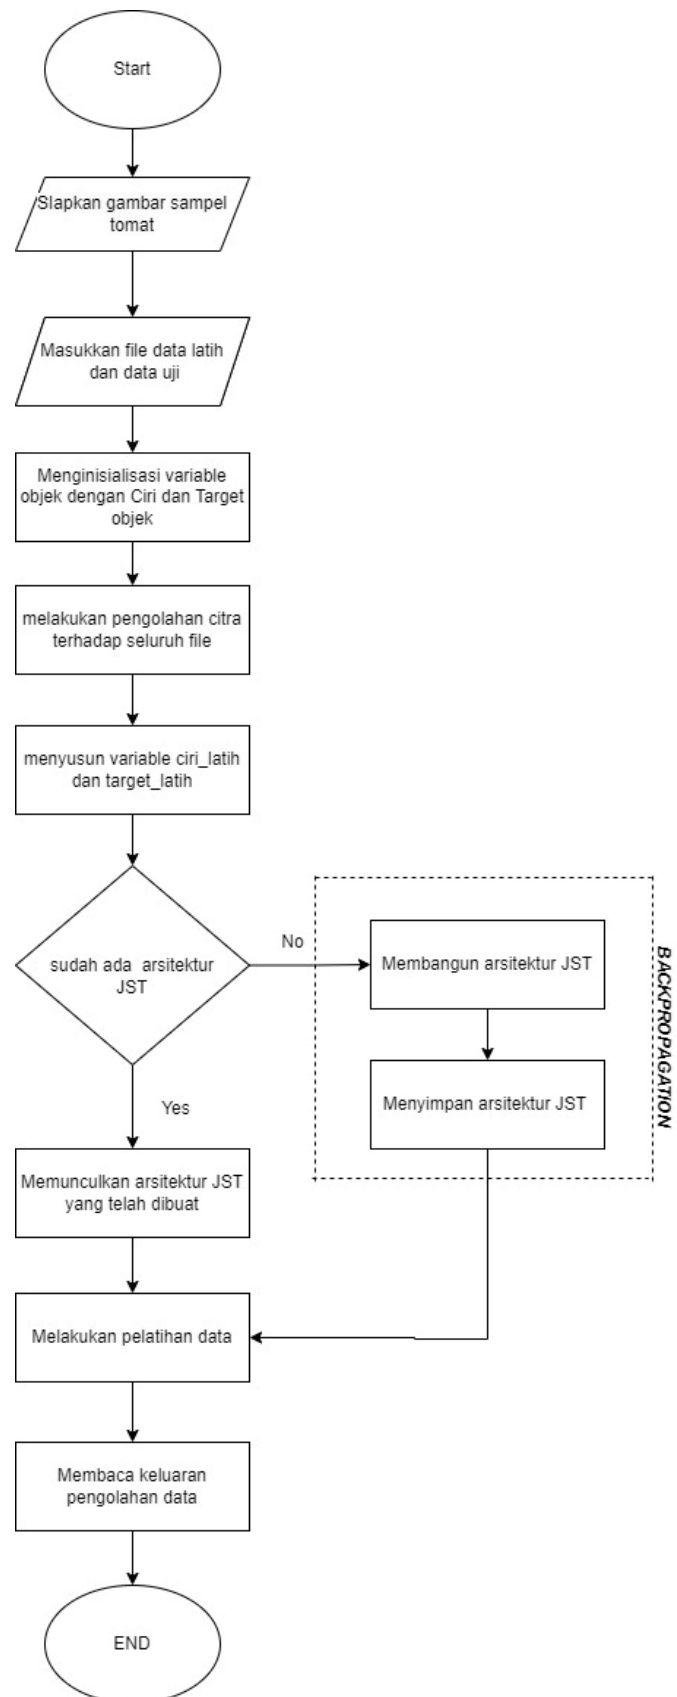 Start
SIapkan gambar sampel
tomat
Masukkan file data latih
dan data uji
Menginisialisasi variable
objek dengan Ciri dan Target
objek
melakukan pengolahan citra
terhadap seluruh file
menyusun variable ciri_latih
dan target_latih
sudah ada arsitektur
JST
No
Membangun arsitektur JST
Menyimpan arsitektur JST
BACKPROPAGATION
Yes
Memunculkan arsitektur JST
yang telah dibuat
Melakukan pelatihan data
Membaca keluaran
pengolahan data
END